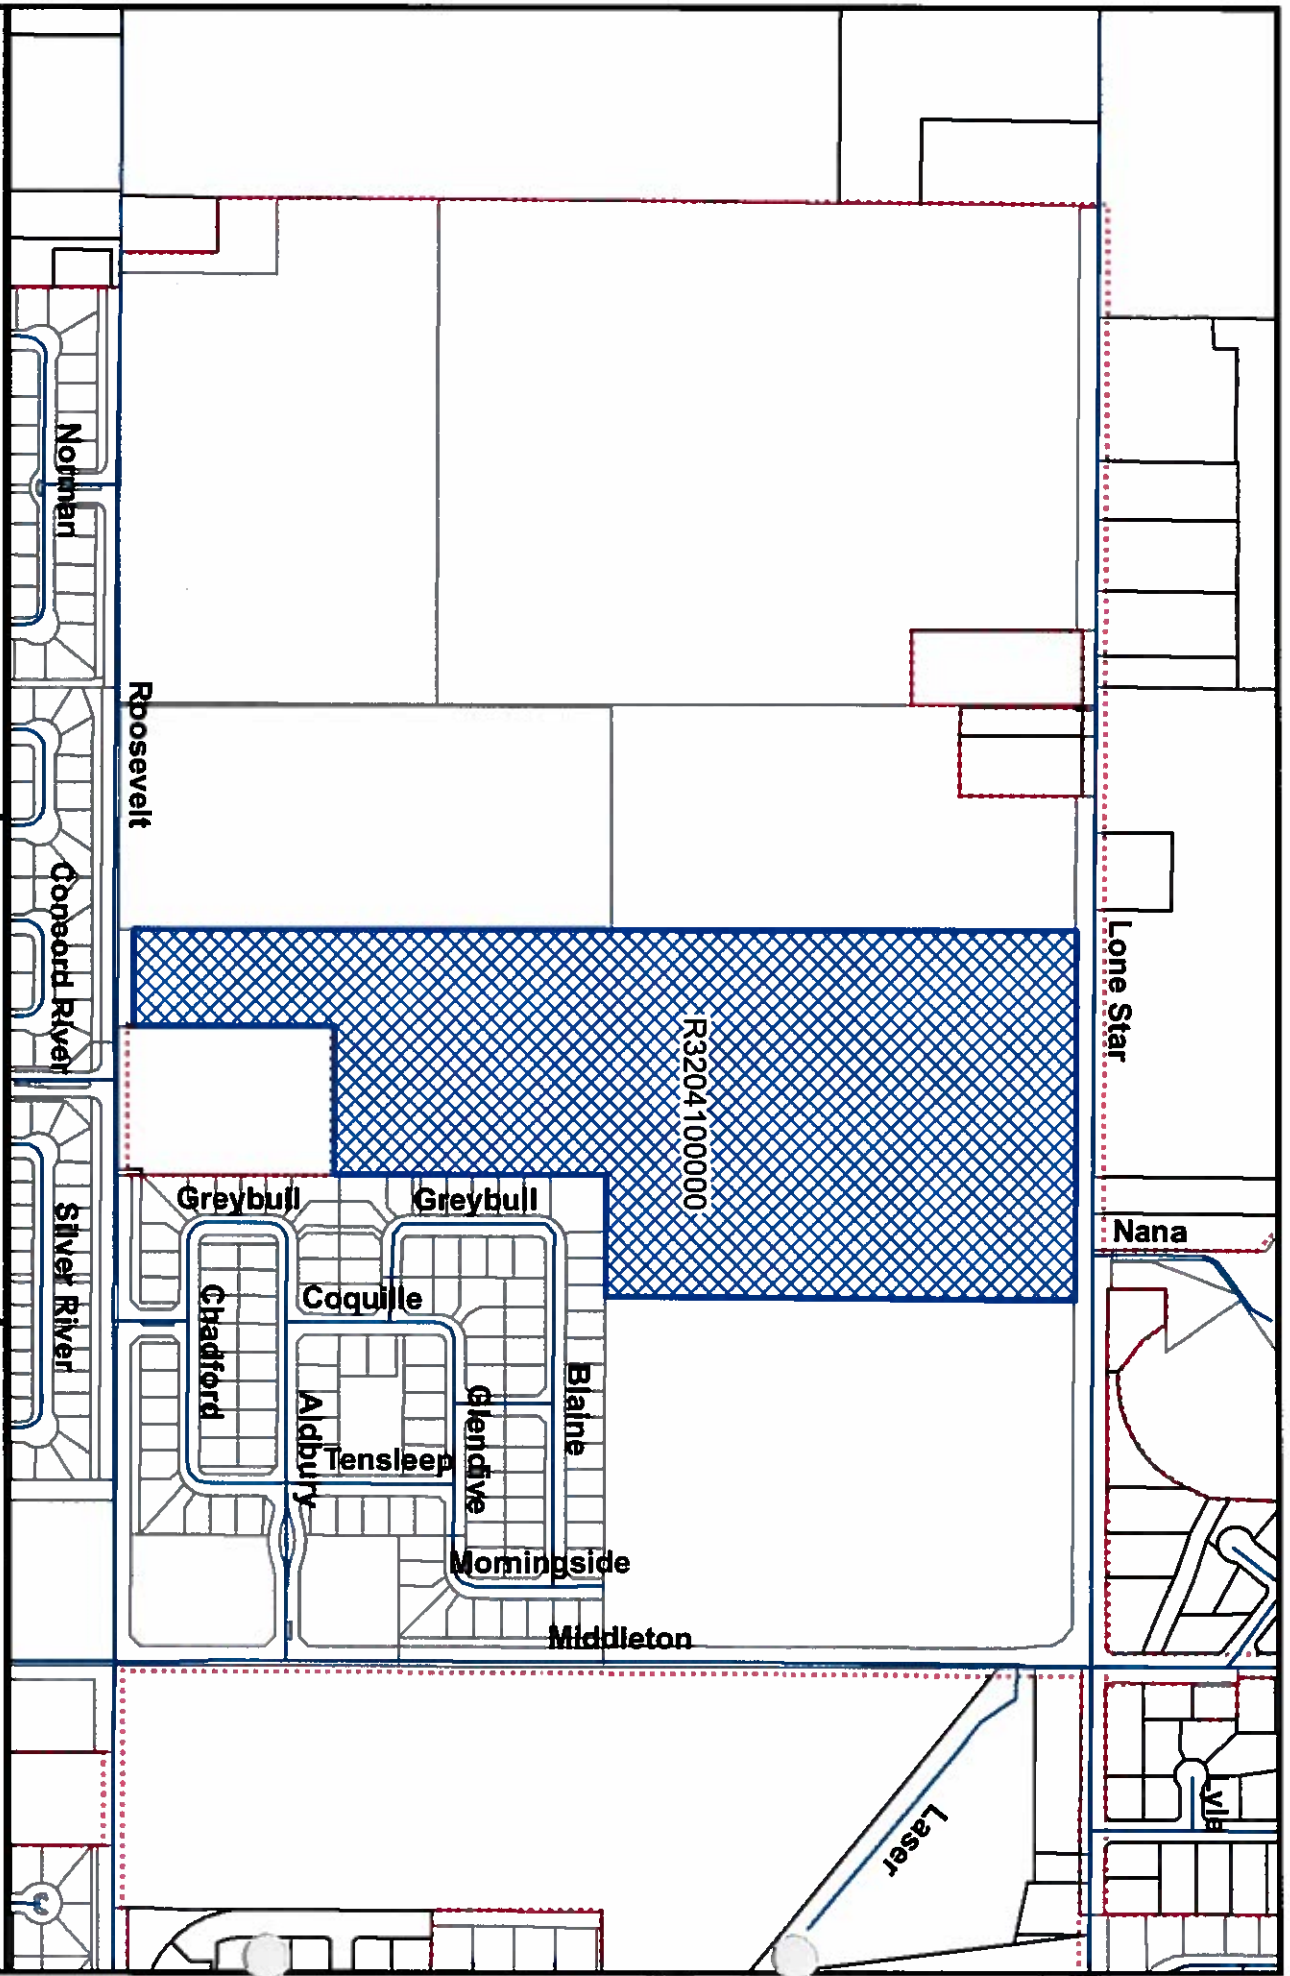 Norman
Roosevelt
Concord River
Lone Star
R3204100000
Greybull
Greybull
Silver River
Nana
Coquille
Chadford
Blaine
Aldbury
Glendive
Tensleep
Morningside
Middleton
Laser